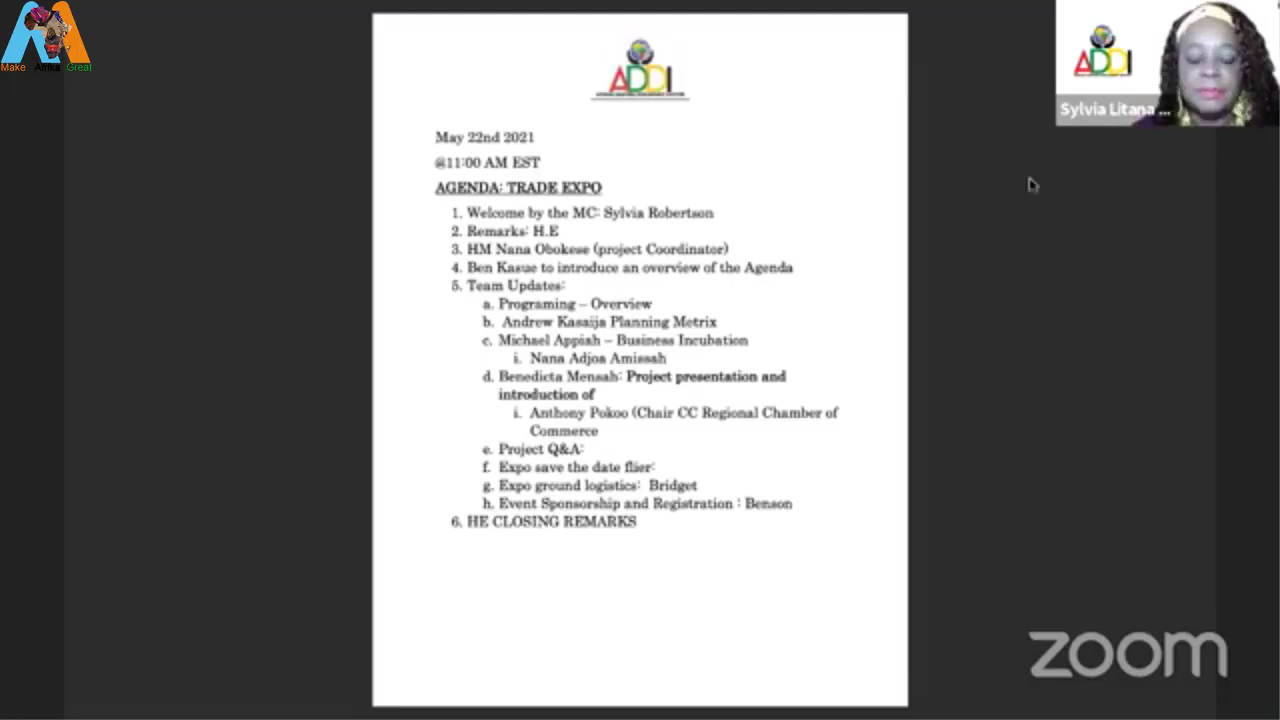 Make Afrika Great
ADDI
May 22nd 2021
@11:00 AM EST
AGENDA: TRADE EXPO
1. Welcome by the MC: Sylvia Robertson
2. Remarks: H.E
3. HM Nana Obokese (project Coordinator)
4. Ben Kasue to introduce an overview of the Agenda
5. Team Updates:
a. Programing – Overview
b. Andrew Kasaija Planning Metrix
c. Michael Appiah – Business Incubation
i. Nana Adjoa Amissah
d. Benedicta Mensah: Project presentation and
introduction of
i. Anthony Pokoo (Chair CC Regional Chamber of
Commerce
e. Project Q&A:
f. Expo save the date flier:
g. Expo ground logistics: Bridget
h. Event Sponsorship and Registration : Benson
6. HE CLOSING REMARKS
ADDI
Sylvia Litana ...
zoom